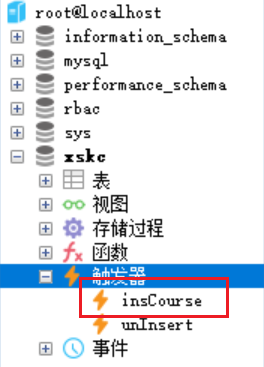 root@localhost
information_schema
mysql
performance_schema
rbac
sys
xskc
表
视图
存储过程
函数
触发器
insCourse
unInsert
事件